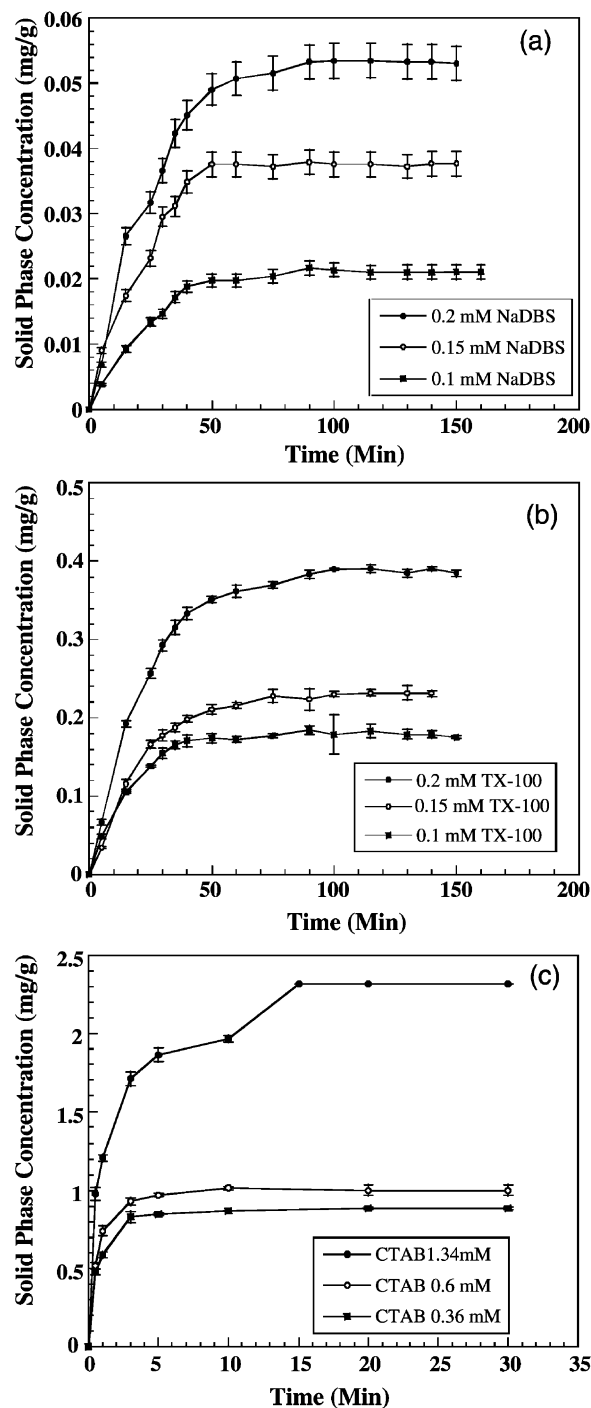 (a)
Solid Phase Concentration (mg/g)
0.06
0.05
0.04
0.03
0.02
0.01
0
0.2 mM NaDBS
0.15 mM NaDBS
0.1 mM NaDBS
0 50 100 150 200
Time (Min)
(b)
Solid Phase Concentration (mg/g)
0.5
0.4
0.3
0.2
0.1
0
0.2 mM TX-100
0.15 mM TX-100
0.1 mM TX-100
0 50 100 150 200
Time (Min)
(c)
Solid Phase Concentration (mg/g)
2.5
2
1.5
1
0.5
0
CTAB1.34mM
CTAB 0.6 mM
CTAB 0.36 mM
0 5 10 15 20 25 30 35
Time (Min)